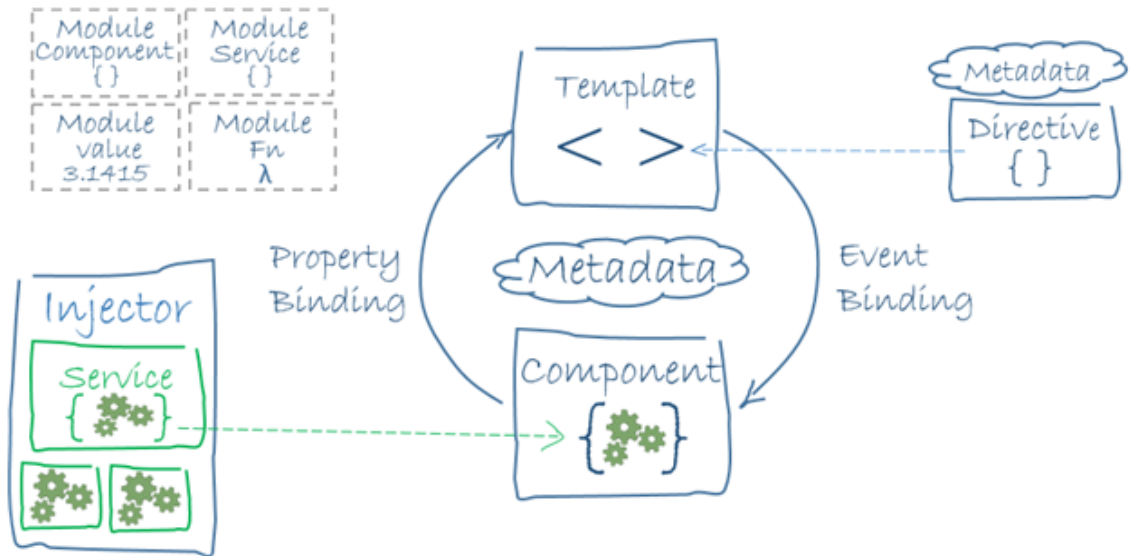 Module
Component
{ }
Module
Service
{ }
Module
value
3.1415
Module
Fn
λ
Template
< >
Metadata
Directive
{ }
Property
Binding
Metadata
Event
Binding
Injector
Service
{ }
Component
{ }